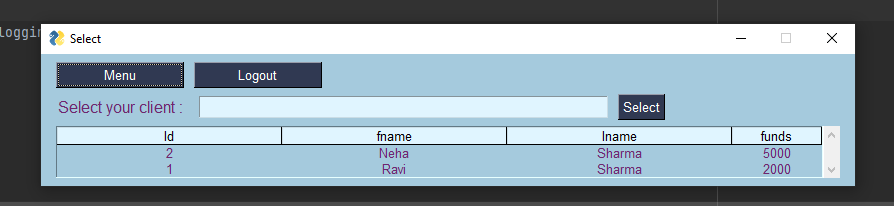 loggin
Select
Menu Logout
Select your client : Select
Id fname lname funds
2 Neha Sharma 5000
1 Ravi Sharma 2000